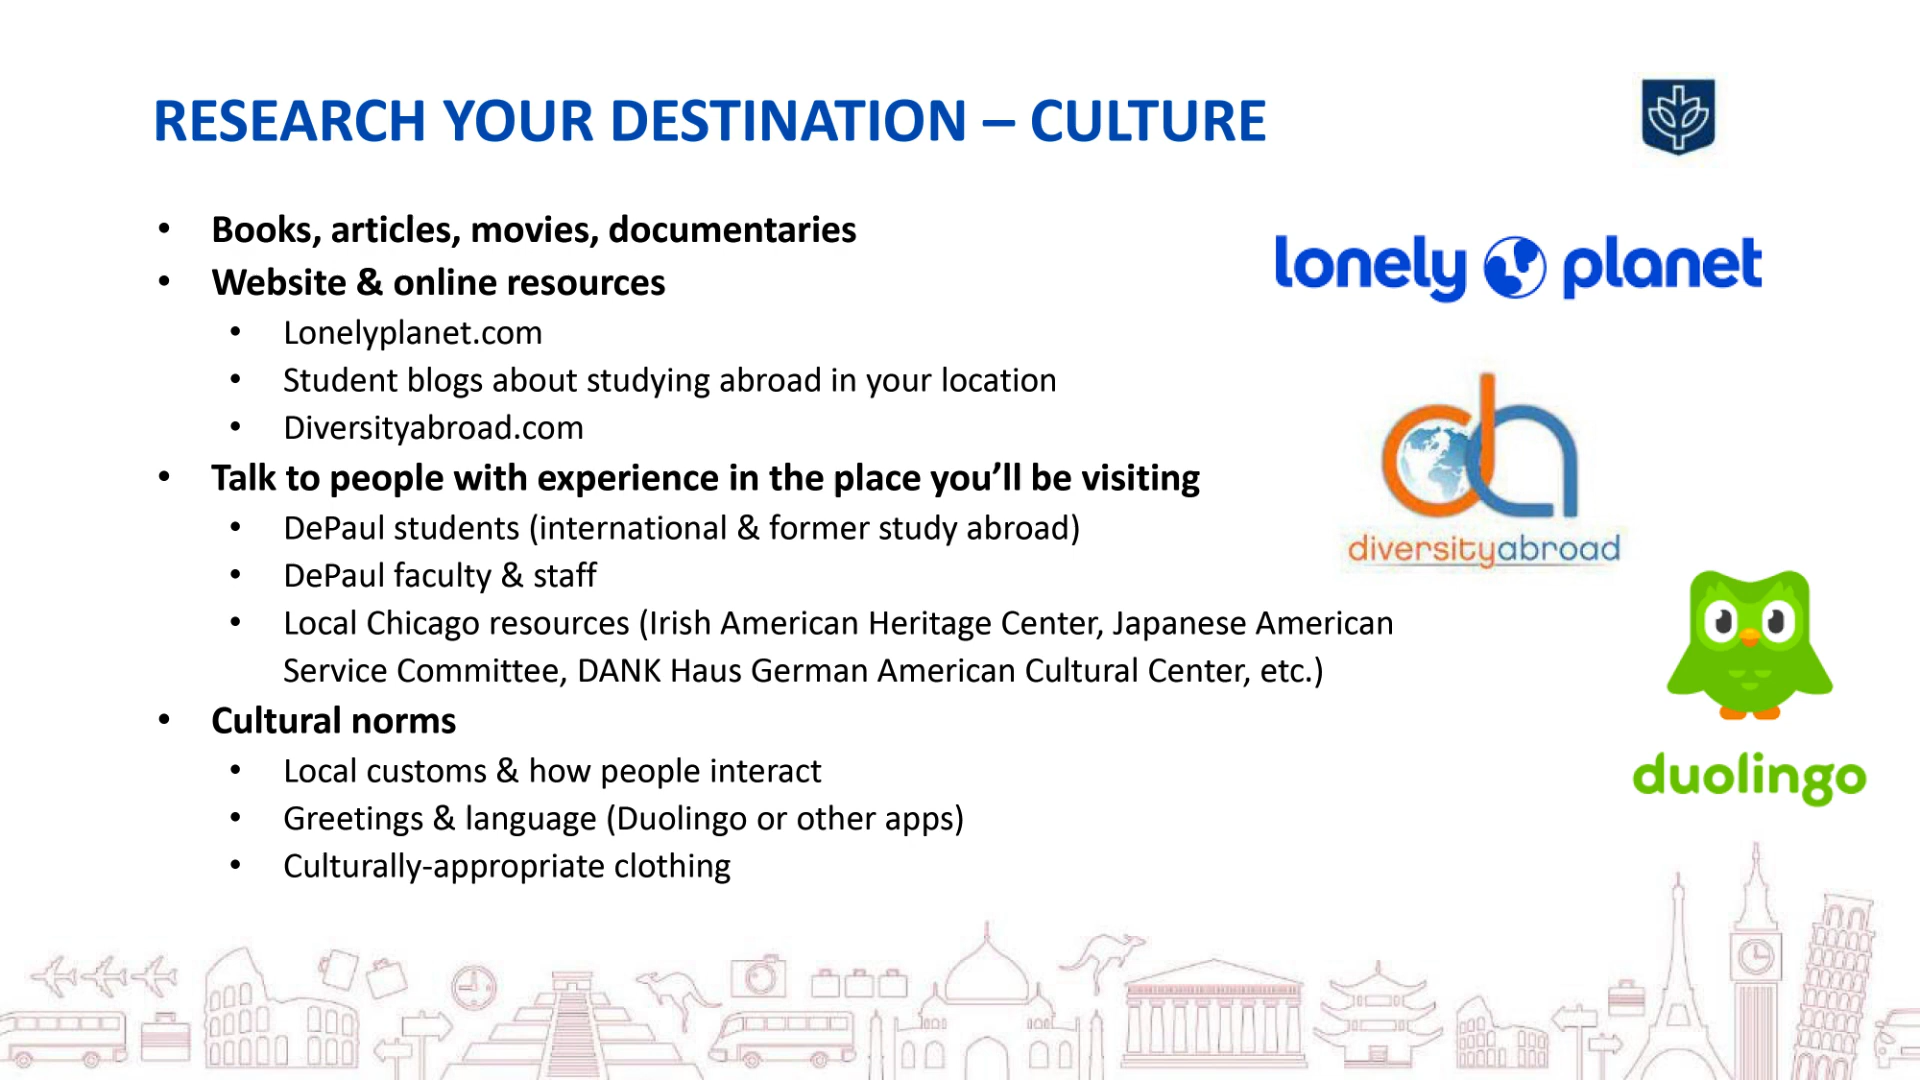 RESEARCH YOUR DESTINATION – CULTURE
• Books, articles, movies, documentaries
• Website & online resources
• Lonelyplanet.com
• Student blogs about studying abroad in your location
• Diversityabroad.com
• Talk to people with experience in the place you’ll be visiting
• DePaul students (international & former study abroad)
• DePaul faculty & staff
• Local Chicago resources (Irish American Heritage Center, Japanese American
Service Committee, DANK Haus German American Cultural Center, etc.)
• Cultural norms
• Local customs & how people interact
• Greetings & language (Duolingo or other apps)
• Culturally-appropriate clothing
lonely planet
da
diversityabroad
duolingo